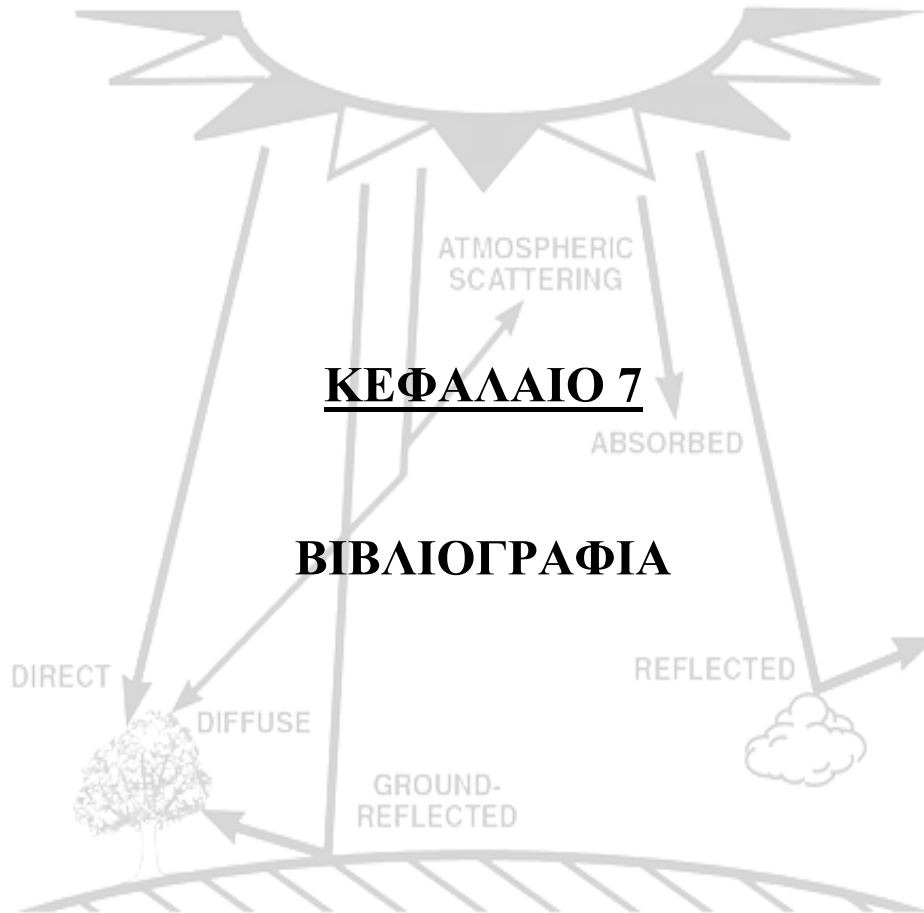 ATMOSPHERIC
SCATTERING
ΚΕΦΑΛΑΙΟ 7
ABSORBED
ΒΙΒΛΙΟΓΡΑΦΙΑ
DIRECT
REFLECTED
DIFFUSE
GROUND-
REFLECTED